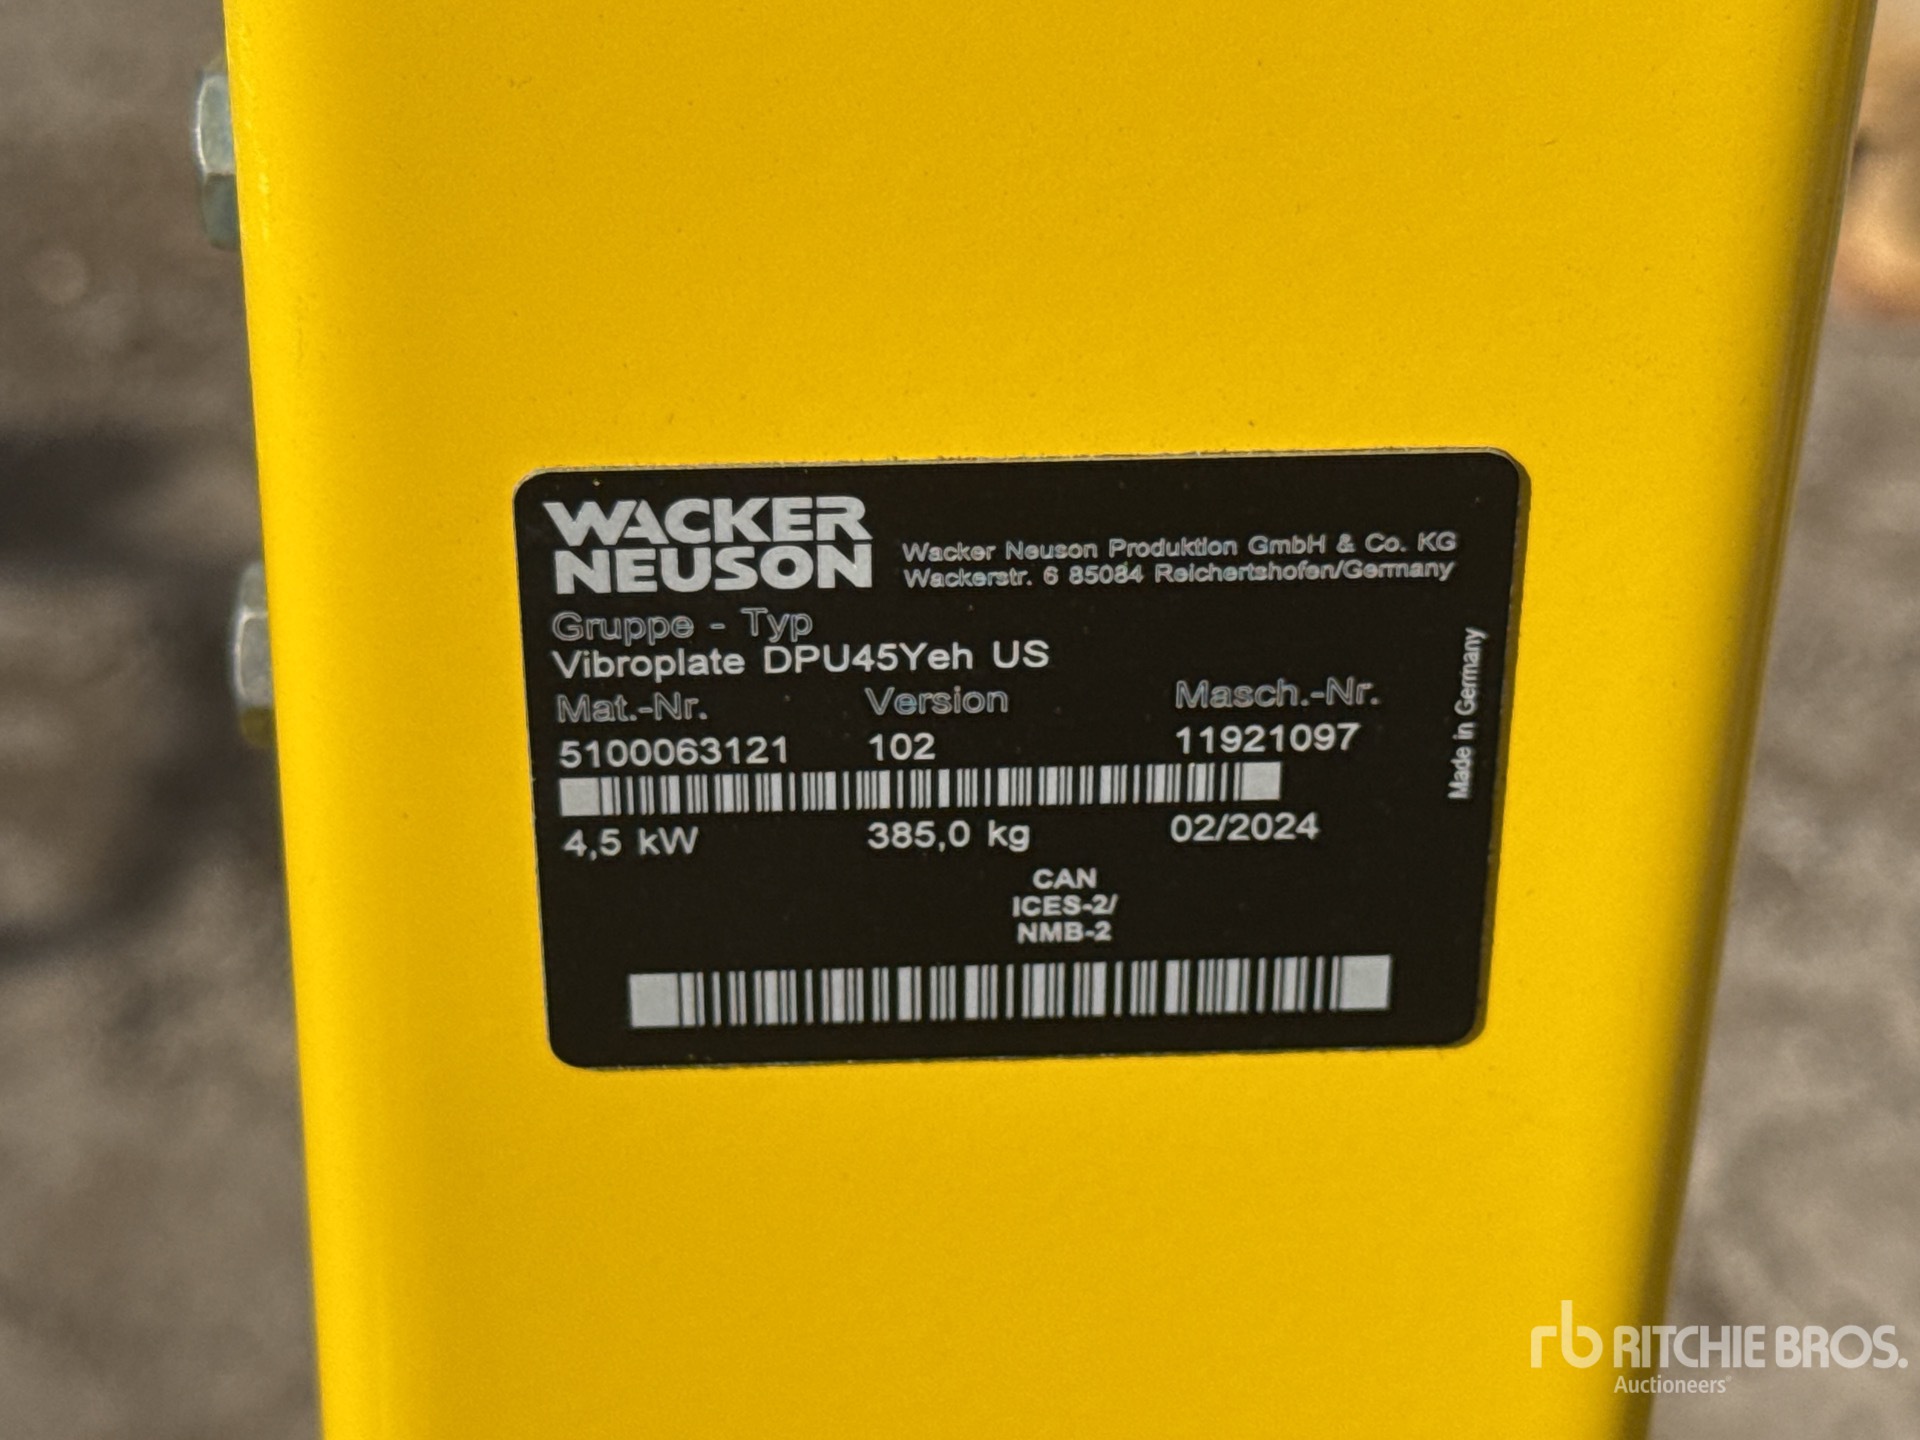 WACKER
NEUSON
Wacker Neuson Produktion GmbH & Co. KG
Wackerstr. 6 85084 Reichertshofen/Germany
Gruppe - Typ
Vibroplate DPU45Yeh US
Mat.-Nr. Version Masch.-Nr.
5100063121 102 11921097
4,5 kW 385,0 kg 02/2024
CAN
ICES-2/
NMB-2
Made in Germany
rb RITCHIE BROS.
Auctioneers